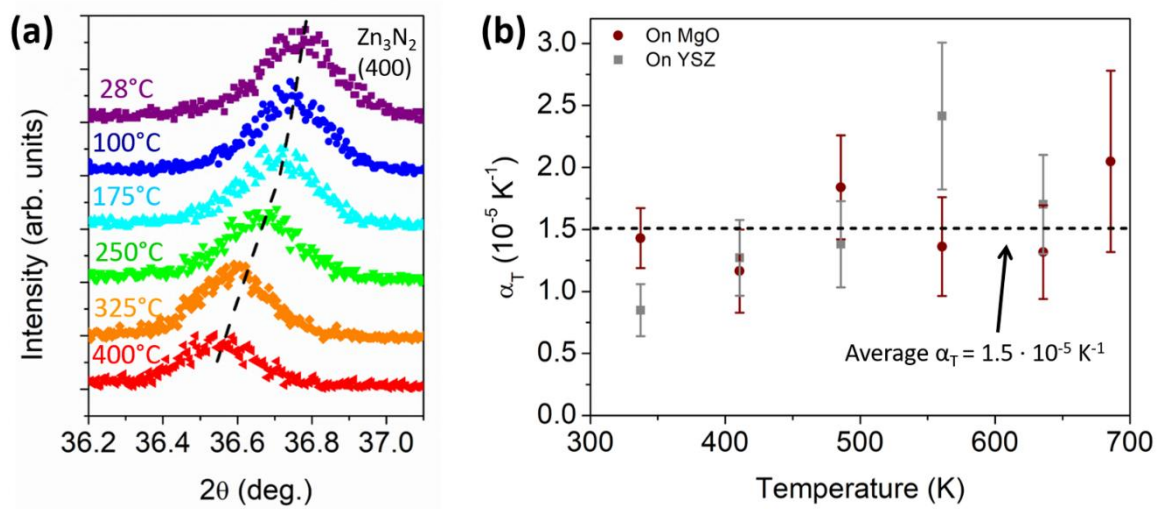 (a)
Zn₃N₂
(400)
28°C
100°C
175°C
250°C
325°C
400°C
Intensity (arb. units)
36.2 36.4 36.6 36.8 37.0
2θ (deg.)
(b)
On MgO
On YSZ
3.0
2.5
2.0
1.5
1.0
0.5
0.0
α_T (10⁻⁵ K⁻¹)
Average α_T = 1.5 · 10⁻⁵ K⁻¹
300 400 500 600 700
Temperature (K)